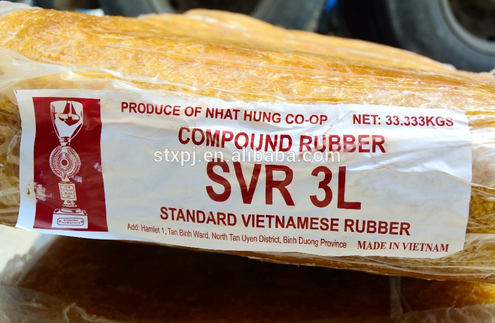 PRODUCE OF NHAT HUNG CO-OP NET: 33.333KGS
COMPOUND RUBBER
stxpj.en.alibaba.com
SVR 3L
STANDARD VIETNAMESE RUBBER
Add: Hamlet 1, Tan Binh Ward, North Tan Uyen District, Binh Duong Province MADE IN VIETNAM